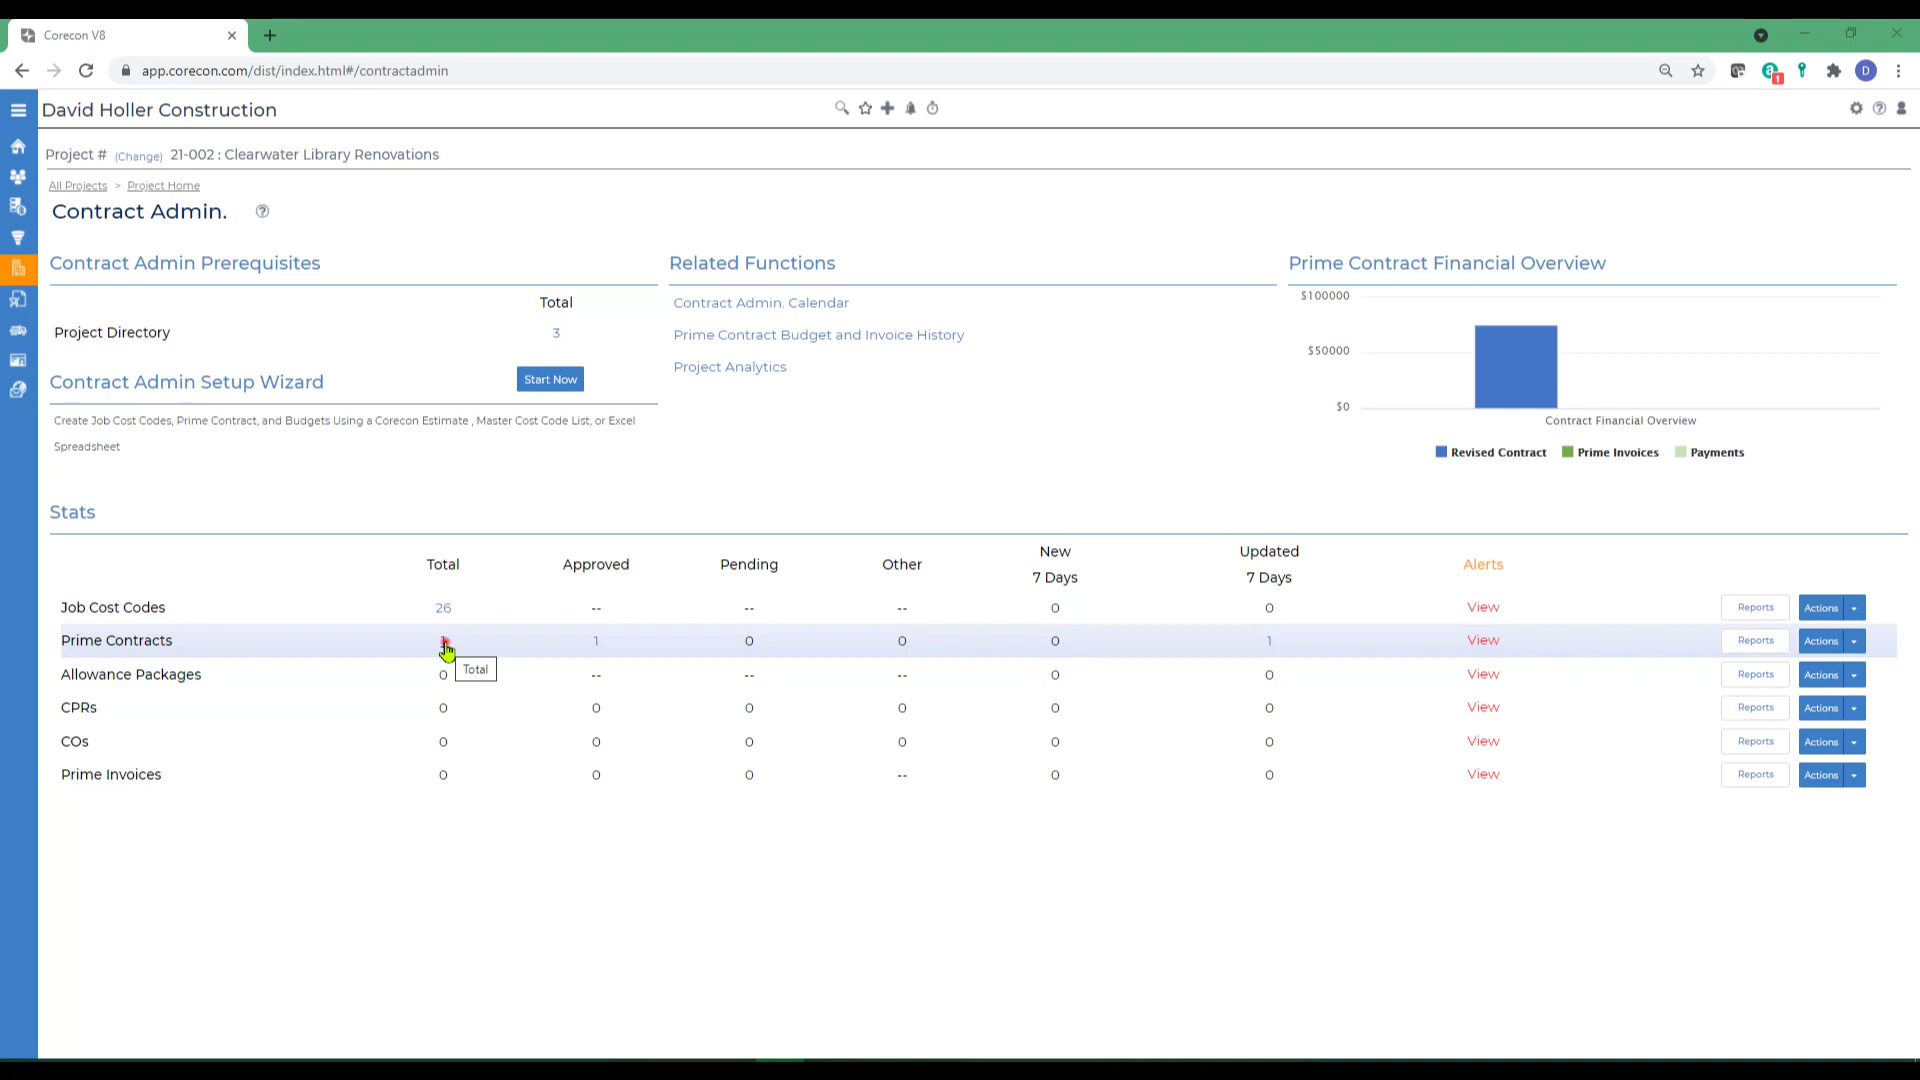 Corecon V8
app.corecon.com/dist/index.html#/contractadmin
D
1
David Holler Construction
Project # (Change) 21-002 : Clearwater Library Renovations
All Projects > Project Home
Contract Admin.
Contract Admin Prerequisites
Total
Project Directory 3
Contract Admin Setup Wizard Start Now
Create Job Cost Codes, Prime Contract, and Budgets Using a Corecon Estimate , Master Cost Code List, or Excel
Spreadsheet
Related Functions
Contract Admin. Calendar
Prime Contract Budget and Invoice History
Project Analytics
Prime Contract Financial Overview
$100000
$50000
$0
Contract Financial Overview
Revised Contract Prime Invoices Payments
Stats
Total Approved Pending Other New 7 Days Updated 7 Days Alerts
Job Cost Codes 26 -- -- -- 0 0 View Reports Actions
Prime Contracts 1 0 0 0 1 View Reports Actions
Total
Allowance Packages 0 -- -- -- 0 0 View Reports Actions
CPRs 0 0 0 0 0 0 View Reports Actions
COs 0 0 0 0 0 0 View Reports Actions
Prime Invoices 0 0 0 -- 0 0 View Reports Actions